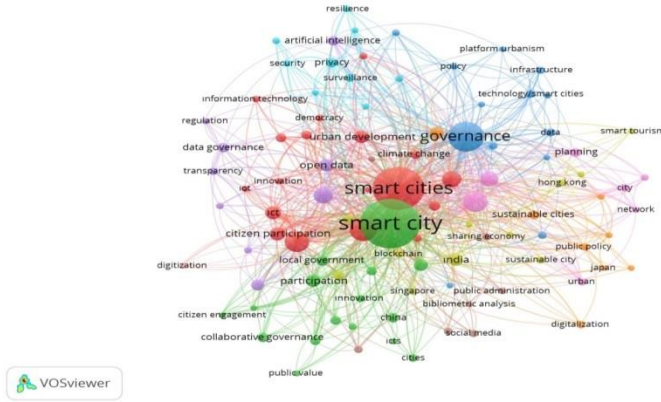 resilience
artificial intelligence
platform urbanism
security
privacy
policy
infrastructure
surveillance
technology/smart cities
information technology
democracy
regulation
urban development
governance
data
smart tourism
data governance
climate change
planning
transparency
open data
innovation
hong kong
iot
smart cities
city
ict
sustainable cities
network
smart city
citizen participation
sharing economy
public policy
blockchain
local government
india
sustainable city
digitization
japan
participation
urban
singapore
public administration
innovation
bibliometric analysis
citizen engagement
china
digitalization
collaborative governance
icts
social media
cities
public value
VOSviewer